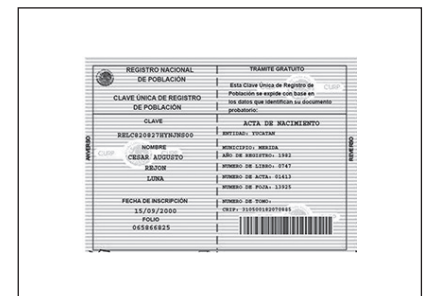 REGISTRO NACIONAL
DE POBLACIÓN
CLAVE ÚNICA DE REGISTRO
DE POBLACIÓN
CLAVE
RELC820827HYNJNS00
NOMBRE
CESAR AUGUSTO
REJON
LUNA
FECHA DE INSCRIPCIÓN
15/09/2000
FOLIO
065866825
ANVERSO
TRÁMITE GRATUITO
Esta Clave Única de Registro de
Población se expide con base en
los datos que identifican su documento
probatorio:
ACTA DE NACIMIENTO
ENTIDAD: YUCATAN
MUNICIPIO: MERIDA
AÑO DE REGISTRO: 1982
NUMERO DE LIBRO: 0747
NUMERO DE ACTA: 01613
NUMERO DE FOJA: 13925
NUMERO DE TOMO:
CRIP:
REVERSO
CURP
CURP